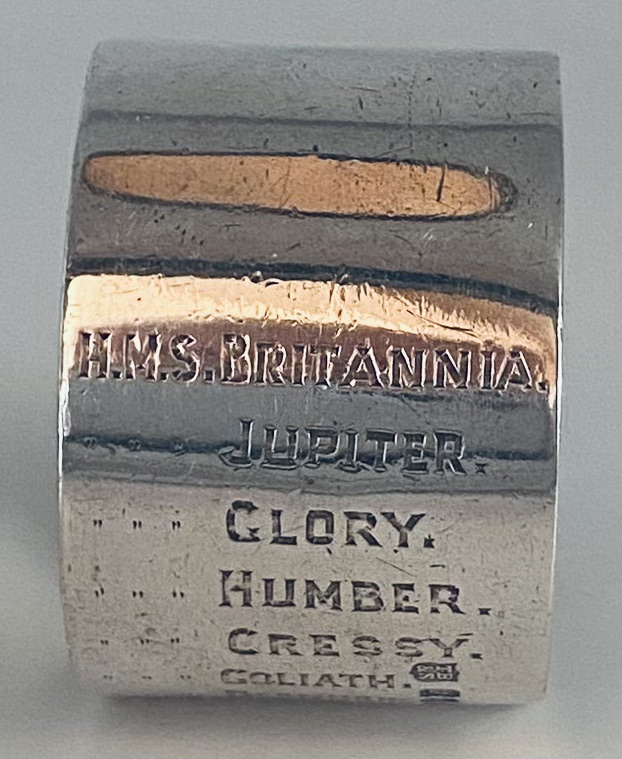 H.M.S. BRITANNIA.
" " " JUPITER.
" " " GLORY.
" " " HUMBER.
" " " CRESSY.
" " " GOLIATH.